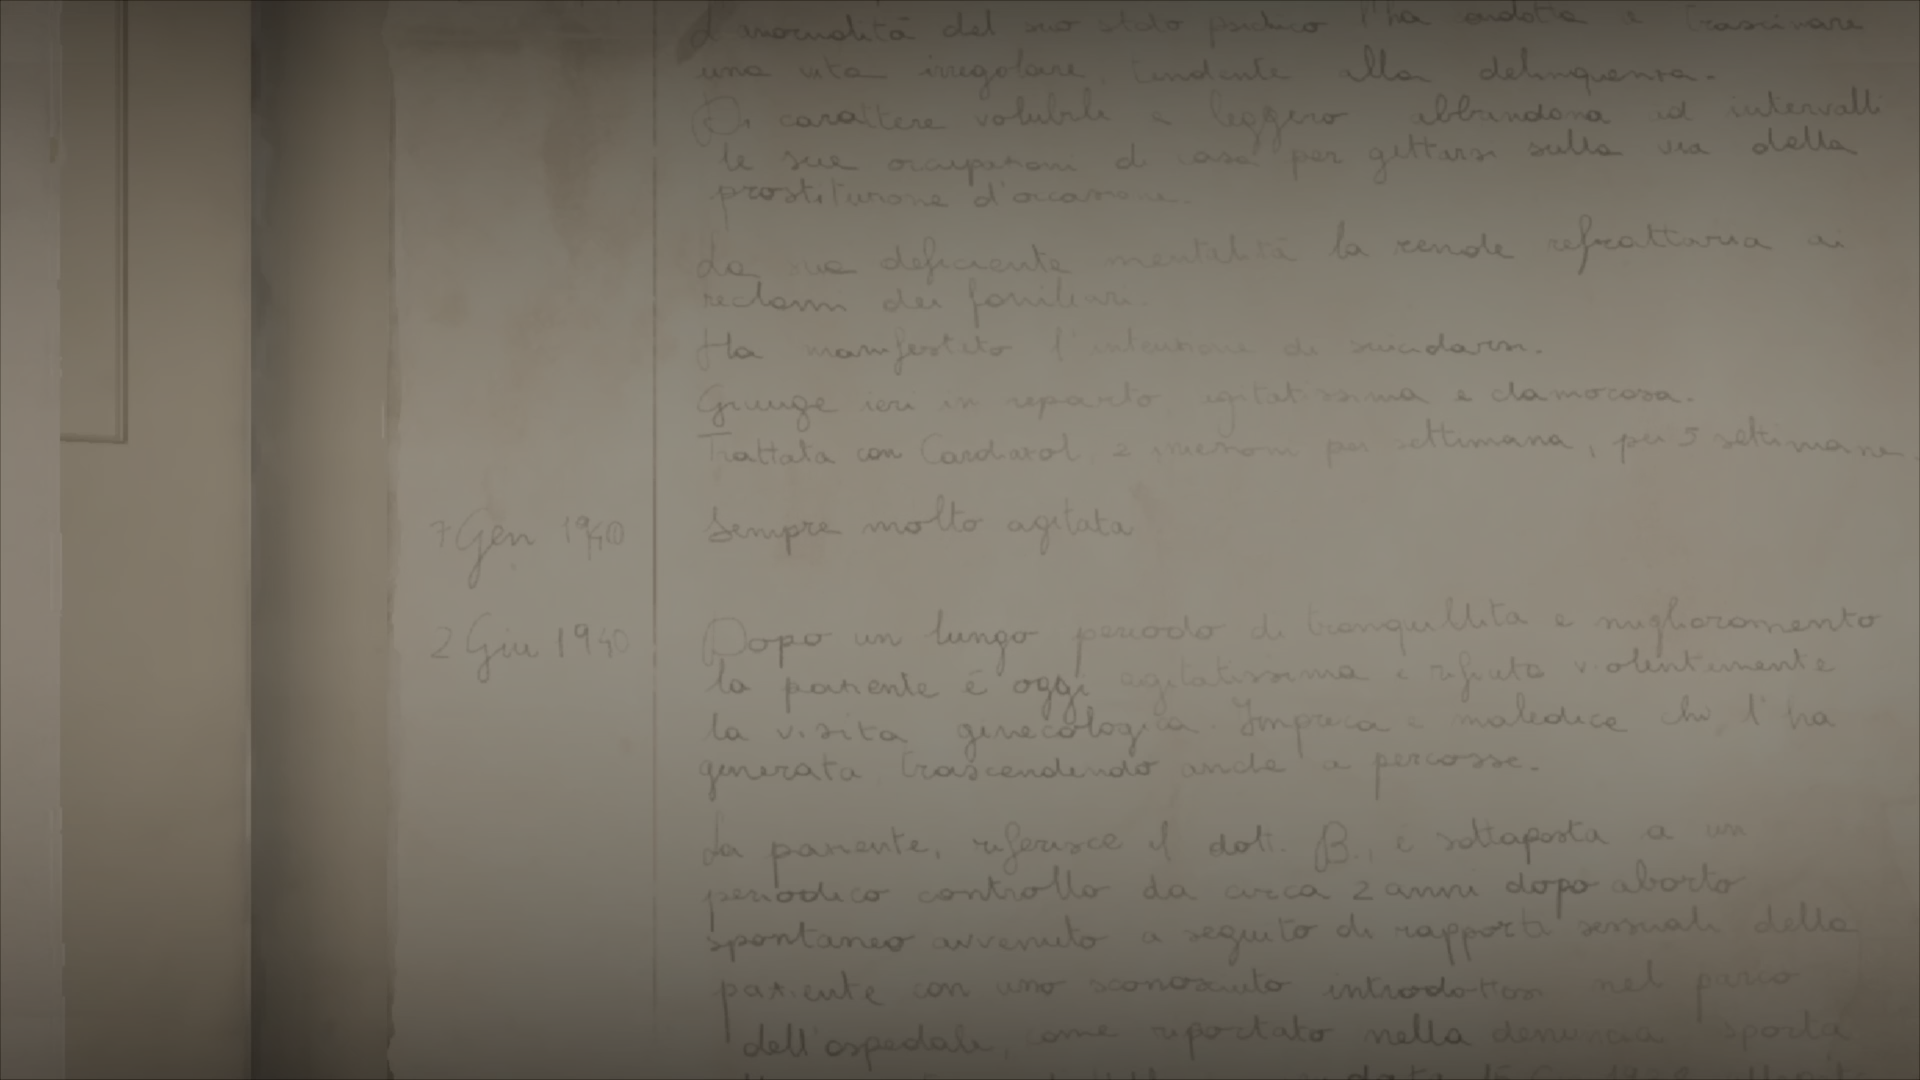 L'anormalità del suo stato psichico l'ha indotta a trascinare
una vita irregolare, tendente alla delinquenza.
Di carattere volubile e leggero abbandona ad intervalli
le sue occupazioni di casa per gettarsi sulla via della
prostituzione d'occasione.
La sua deficiente mentalità la rende refrattaria ai
reclami dei familiari.
Ha manifestato l'intenzione di suicidarsi.
Giunge ieri in reparto agitatissima e clamorosa.
Trattata con Cardiazol, 2 iniezioni per settimana, per 5 settimane.
7 Gen 1940 Sempre molto agitata
2 Giu 1940 Dopo un lungo periodo di tranquillità e miglioramento
la paziente é oggi agitatissima e rifiuta violentemente
la visita ginecologica. Impreca e maledice chi l'ha
generata, trascendendo anche a percosse.
La paziente, riferisce il dott. B., è sottoposta a un
periodico controllo da circa 2 anni dopo aborto
spontaneo avvenuto a seguito di rapporti sessuali della
paziente con uno sconosciuto introdottosi nel parco
dell'ospedale, come riportato nella denuncia sporta